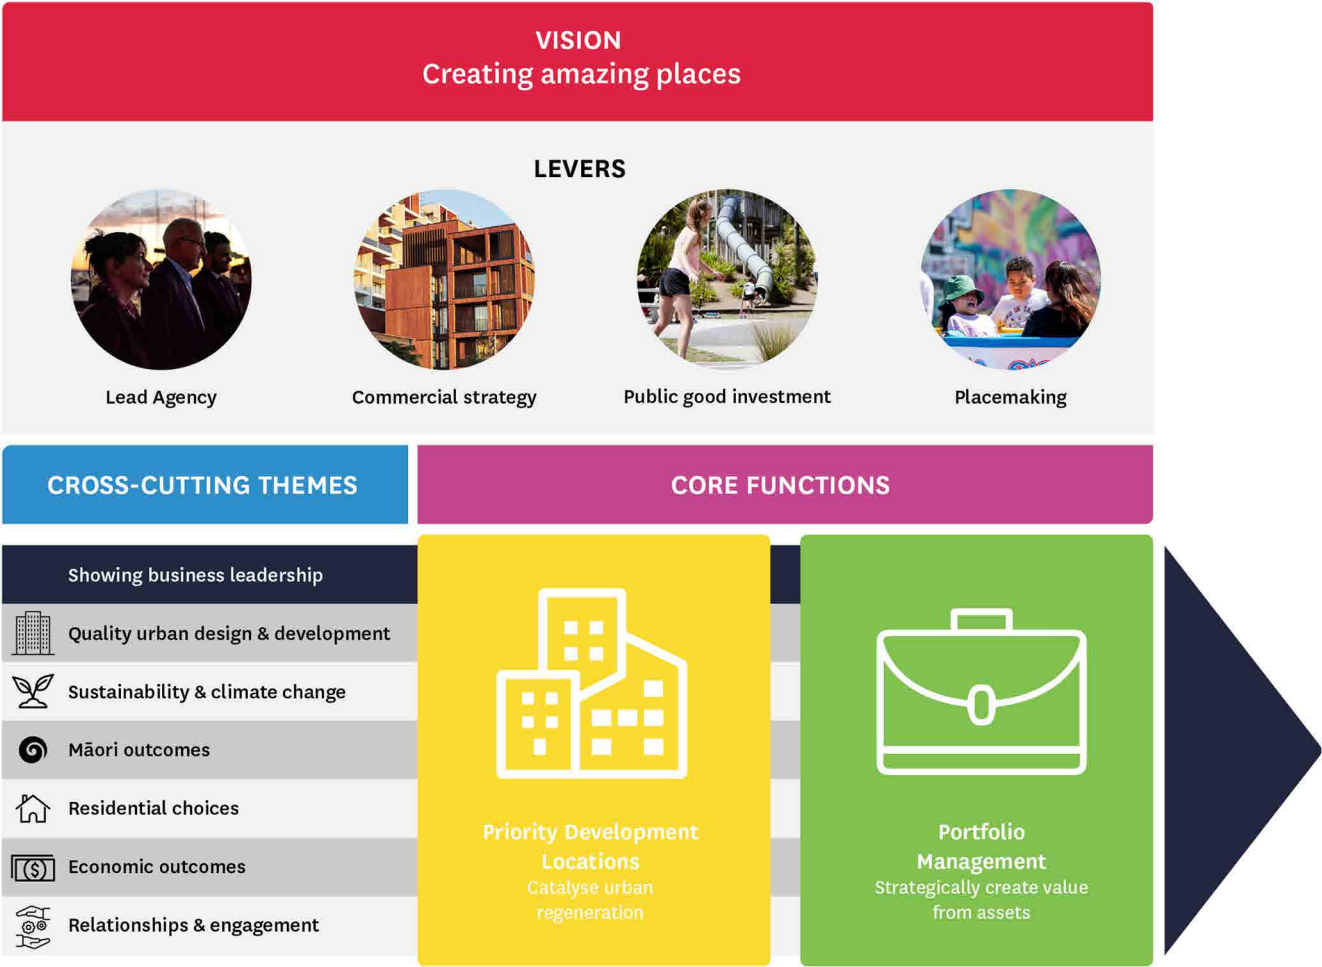 VISION
Creating amazing places
LEVERS
Lead Agency
Commercial strategy
Public good investment
Placemaking
CROSS-CUTTING THEMES
CORE FUNCTIONS
Showing business leadership
Quality urban design & development
Sustainability & climate change
Māori outcomes
Residential choices
Economic outcomes
Relationships & engagement
Priority Development
Locations
Catalyse urban
regeneration
Portfolio
Management
Strategically create value
from assets